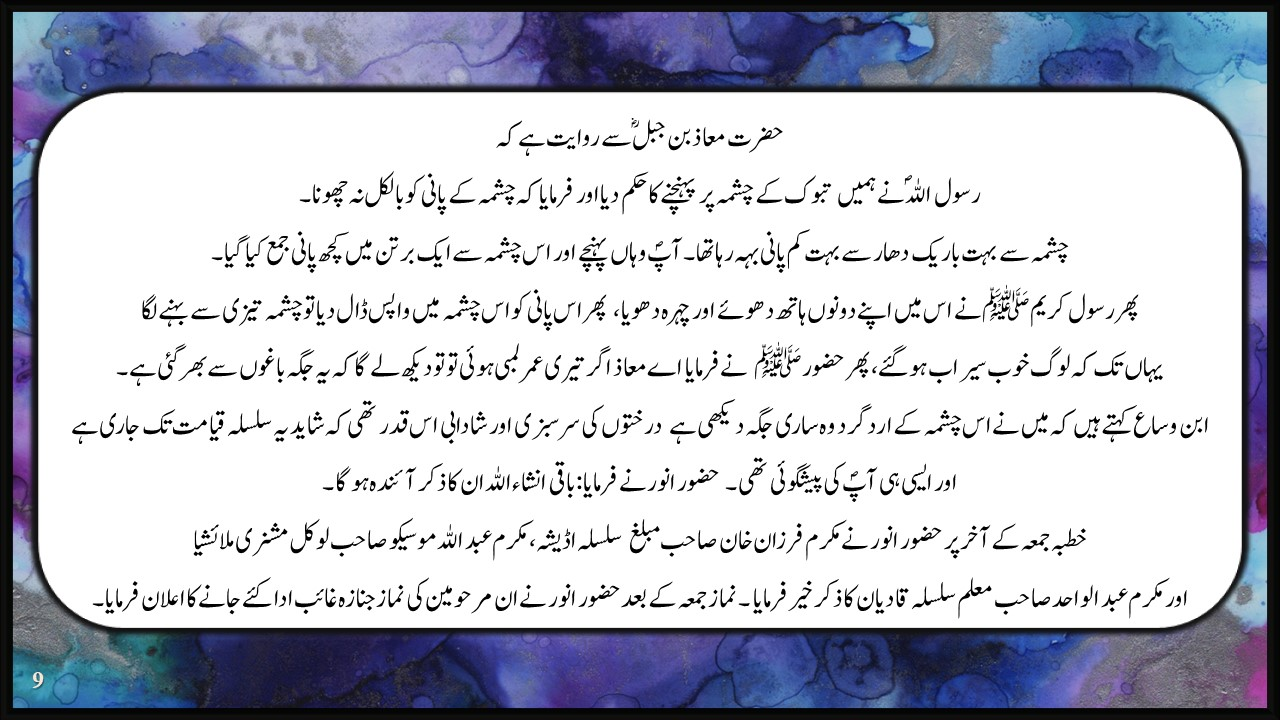 حضرت معاذ بن جبلؓ سے روایت ہے کہ
رسول اللہؐ نے ہمیں تبوک کے چشمہ پر پہنچنے کا حکم دیا اور فرمایا کہ چشمہ کے پانی کو بالکل نہ چھونا۔
چشمہ سے بہت باریک دھار سے بہت کم پانی بہہ رہا تھا۔ آپؐ وہاں پہنچے اور اس چشمہ سے ایک برتن میں کچھ پانی جمع کیا گیا۔
پھر رسول کریم ﷺ نے اس میں اپنے دونوں ہاتھ دھوئے اور چہرہ دھویا، پھر اس پانی کو اس چشمہ میں واپس ڈال دیا تو چشمہ تیزی سے بہنے لگا
یہاں تک کہ لوگ خوب سیراب ہو گئے، پھر حضور ﷺ نے فرمایا اے معاذ اگر تیری عمر لمبی ہوئی تو تو دیکھ لے گا کہ یہ جگہ باغوں سے بھر گئی ہے۔
ابن وساع کہتے ہیں کہ میں نے اس چشمہ کے ارد گرد وہ ساری جگہ دیکھی ہے درختوں کی سرسبزی اور شادابی اس قدر تھی کہ شاید یہ سلسلہ قیامت تک جاری ہے
اور ایسی ہی آپؐ کی پیشگوئی تھی۔ حضور انور نے فرمایا: باقی انشاء اللہ ان کا ذکر آئندہ ہو گا۔
خطبہ جمعہ کے آخر پر حضور انور نے مکرم فرزان خان صاحب مبلغ سلسلہ اڈیشہ، مکرم عبد اللہ موسیکو صاحب لوکل مشنری ملائشیا
اور مکرم عبد الواحد صاحب معلم سلسلہ قادیان کا ذکر خیر فرمایا۔ نماز جمعہ کے بعد حضور انور نے ان مرحومین کی نماز جنازہ غائب ادا کئے جانے کا اعلان فرمایا۔
9